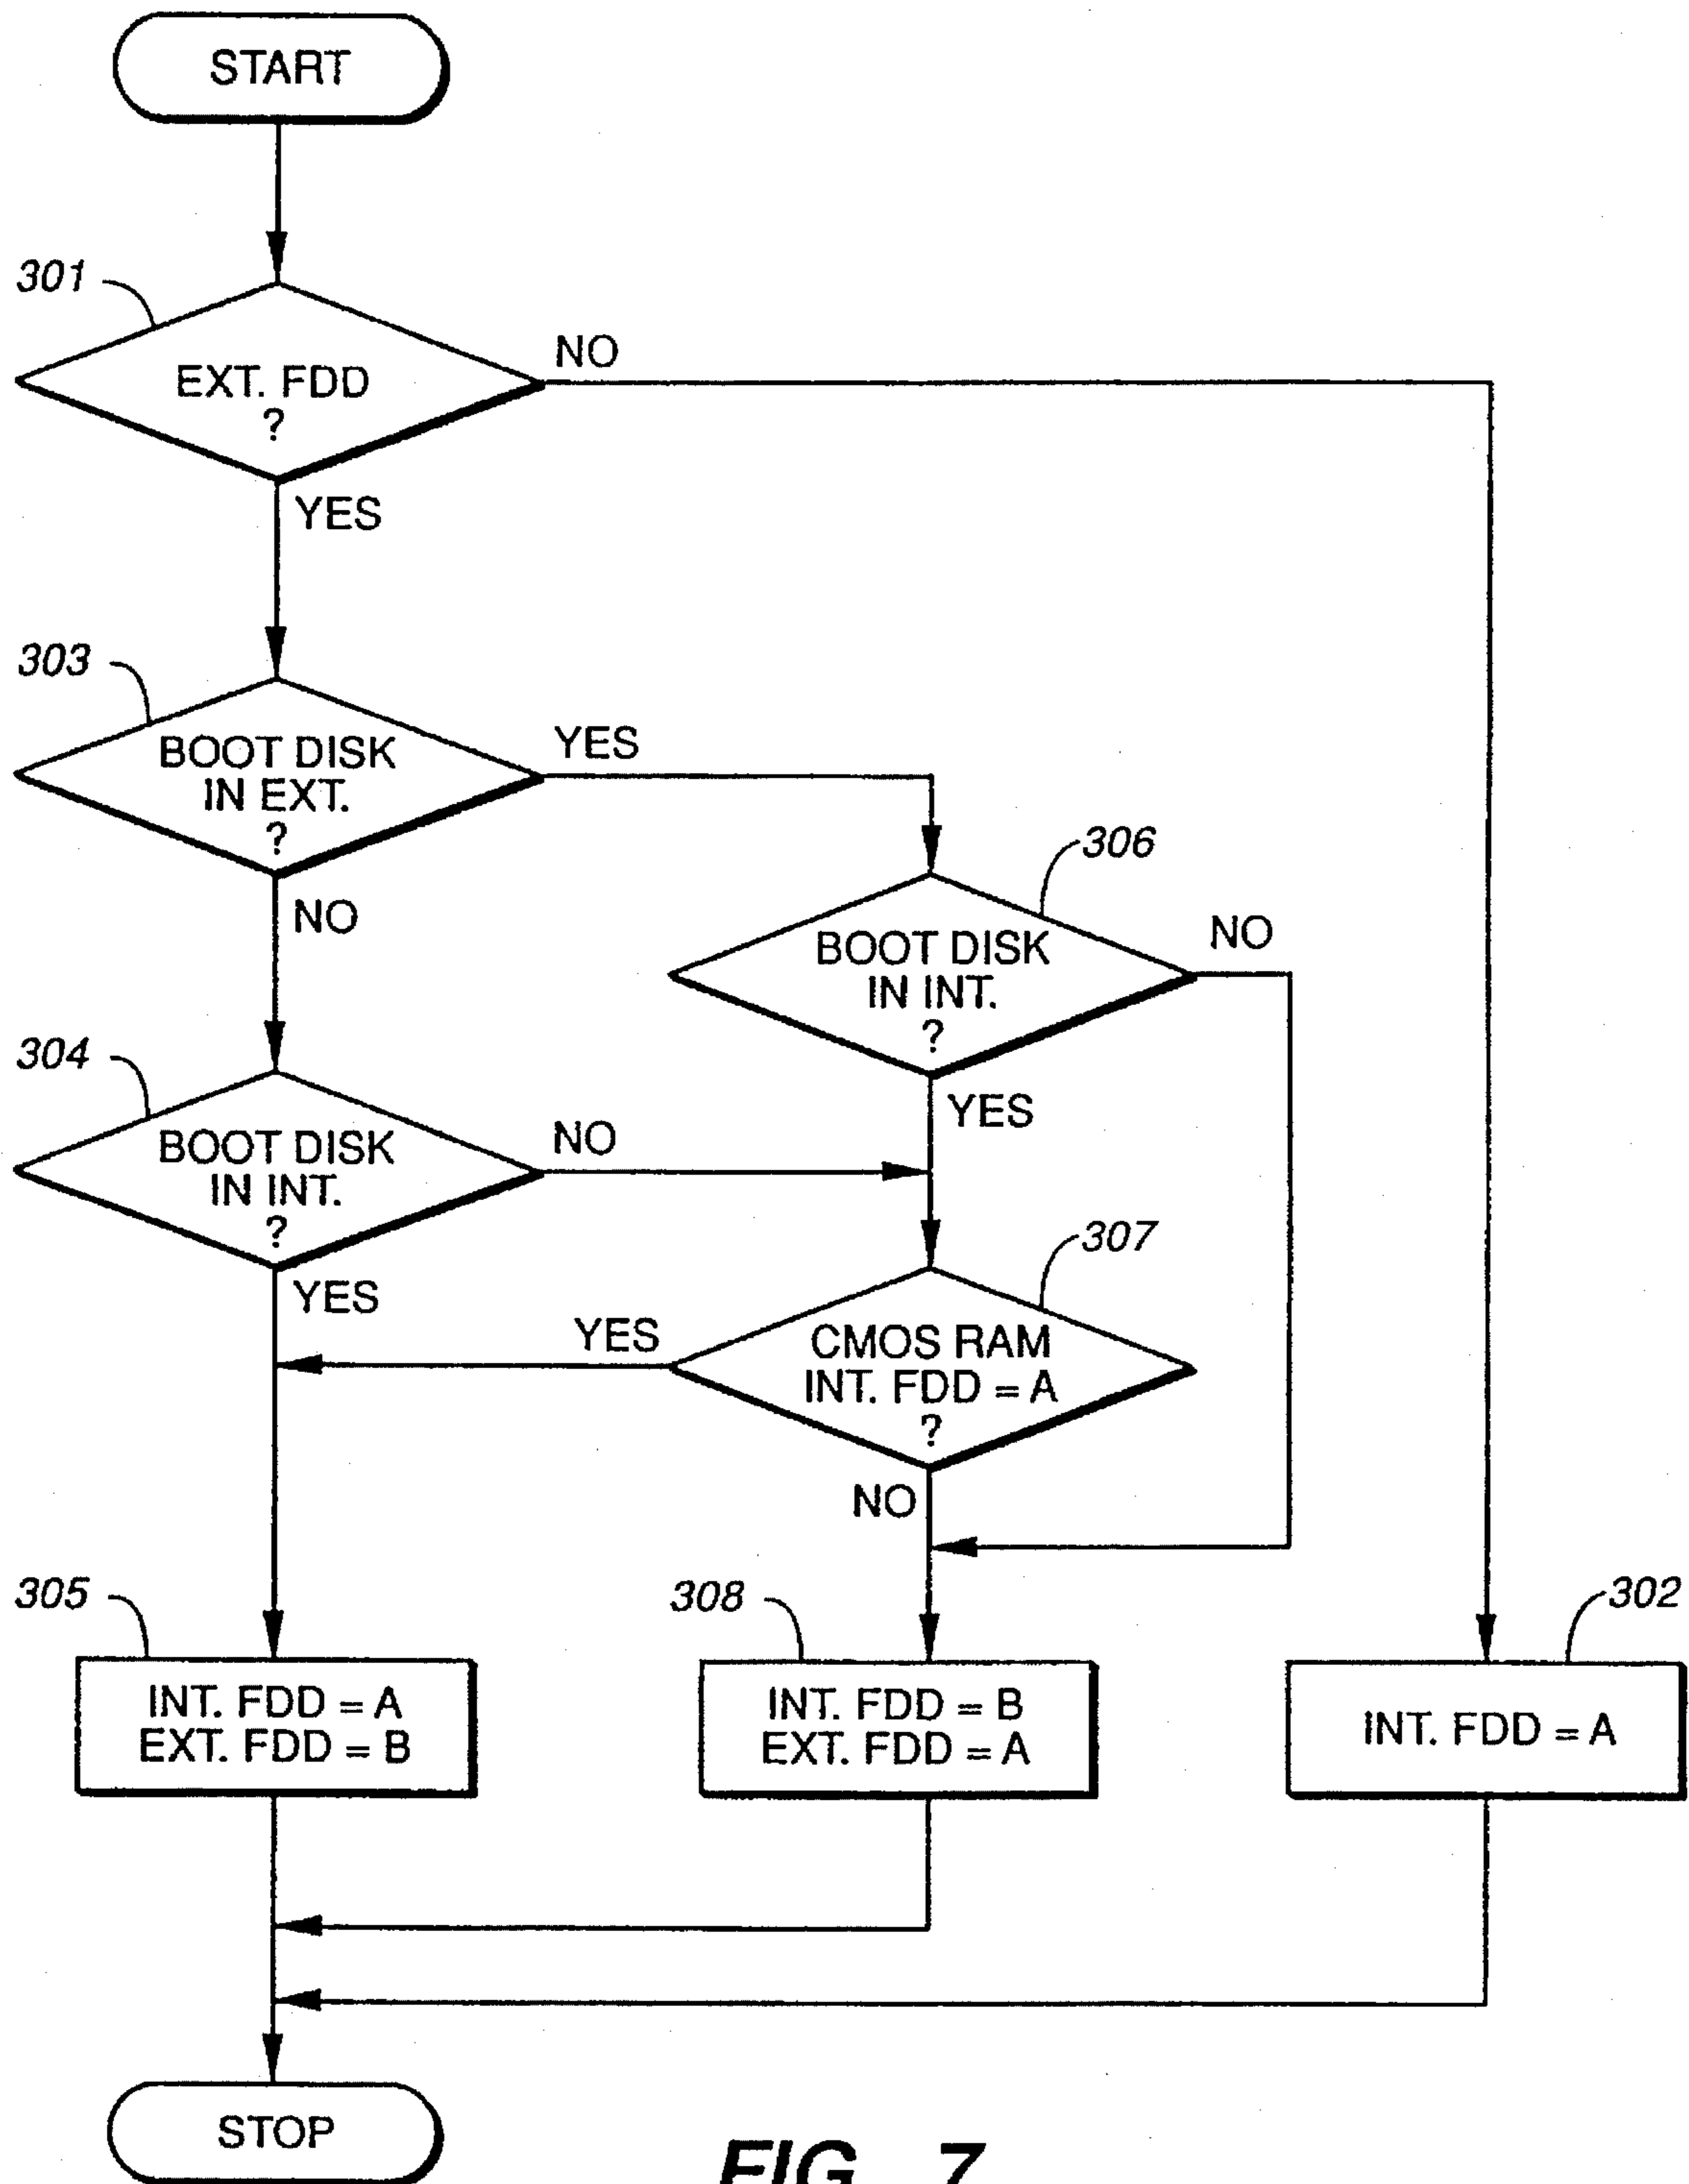 START
301
EXT. FDD
?
NO
YES
303
BOOT DISK
IN EXT.
?
YES
NO
306
BOOT DISK
IN INT.
?
NO
YES
304
BOOT DISK
IN INT.
?
NO
YES
307
CMOS RAM
INT. FDD = A
?
YES
NO
305
INT. FDD = A
EXT. FDD = B
308
INT. FDD = B
EXT. FDD = A
302
INT. FDD = A
STOP
FIG. 7